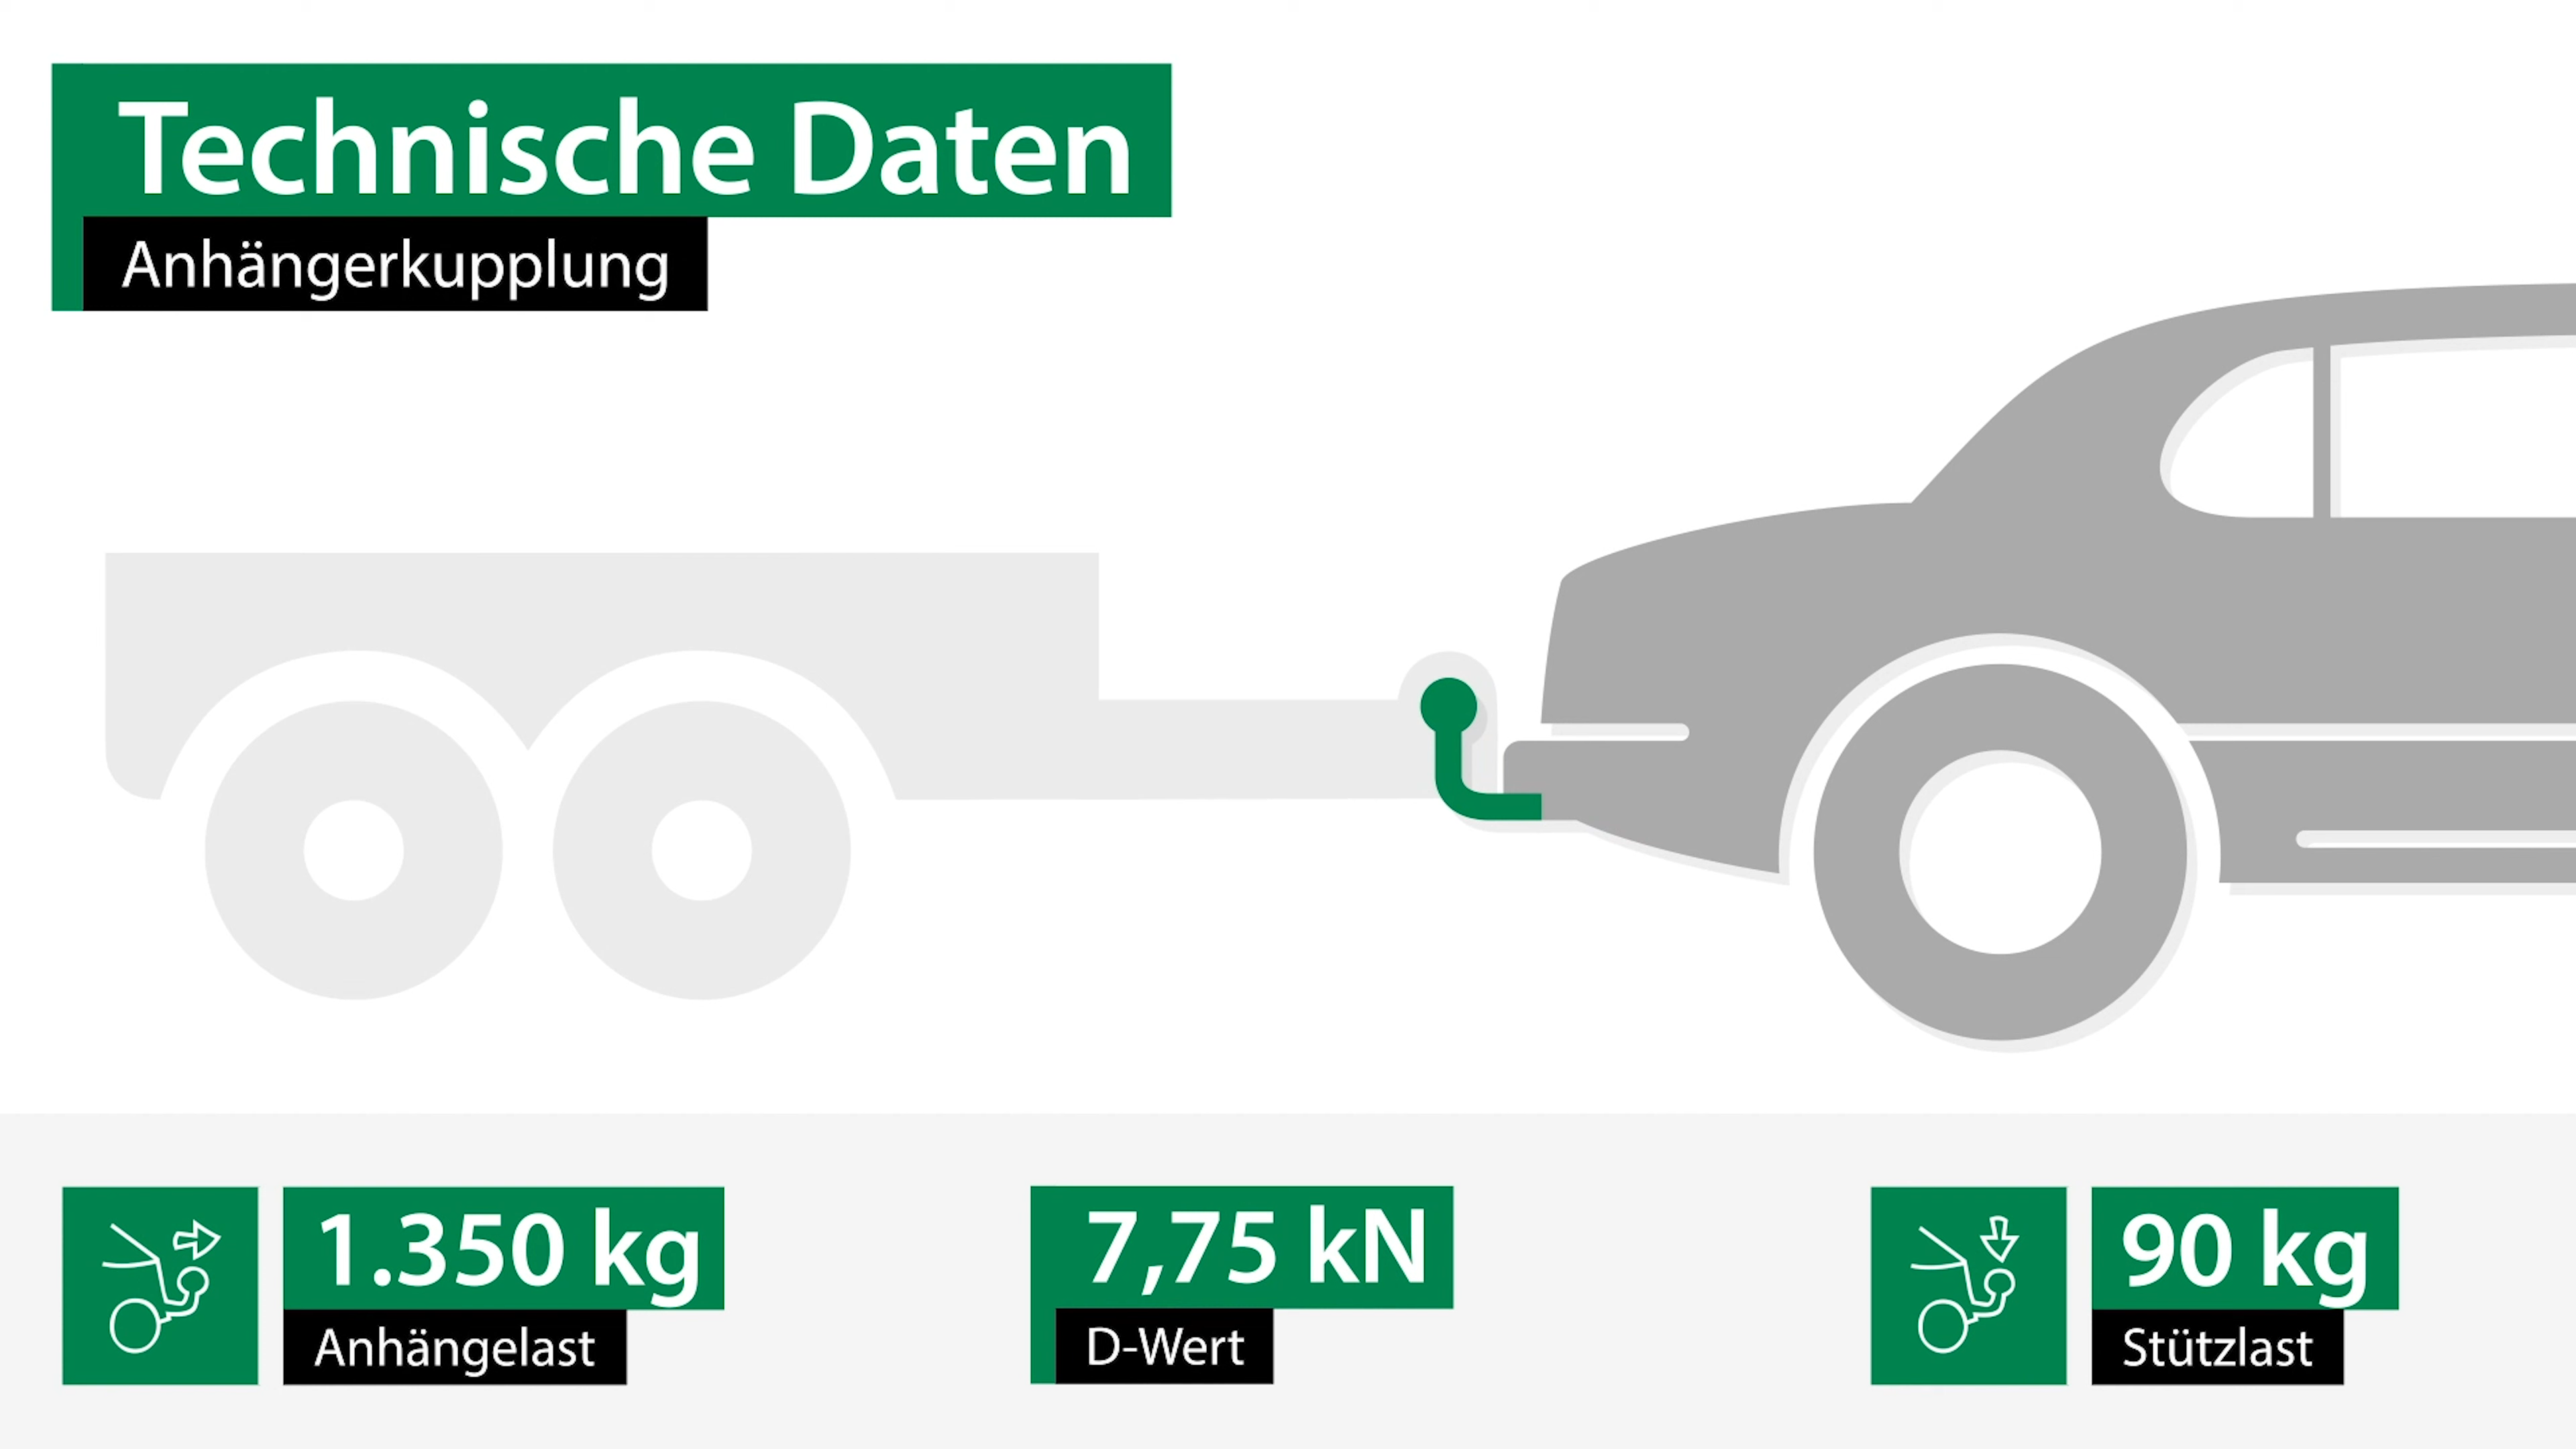 Technische Daten
Anhängerkupplung
1.350 kg
Anhängelast
7,75 kN
D-Wert
90 kg
Stützlast